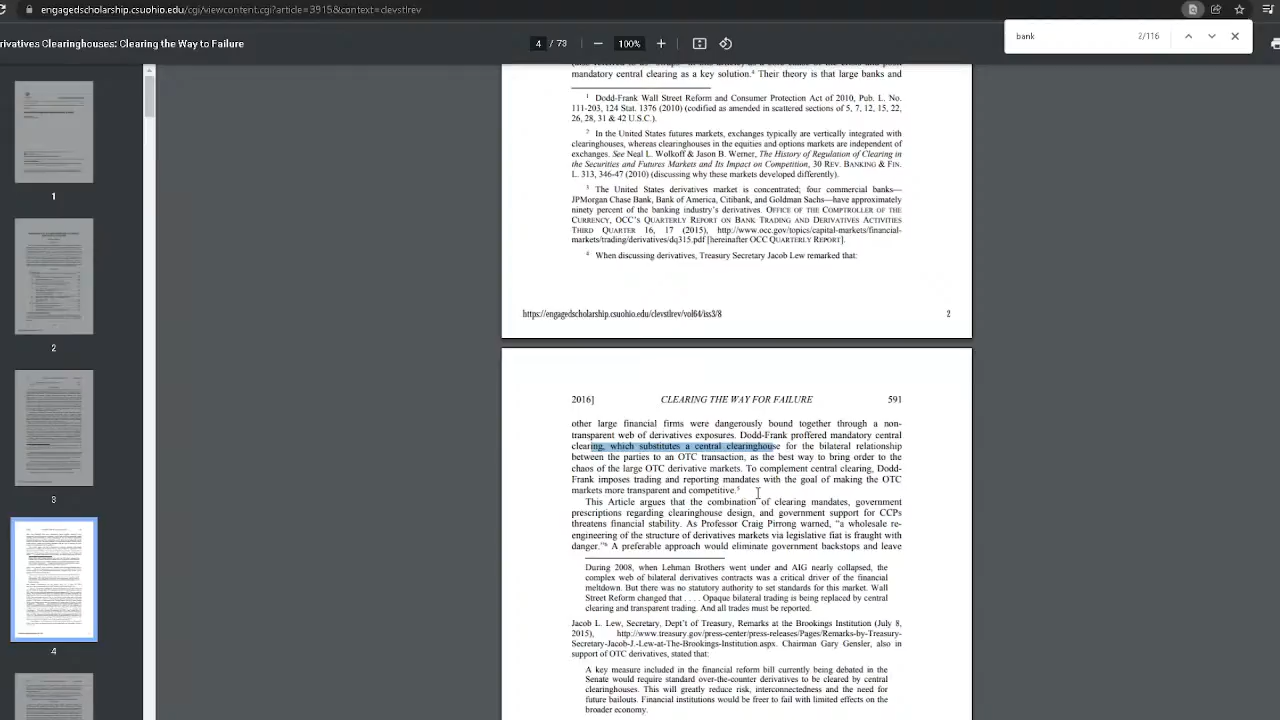 engagedscholarship.csuohio.edu/cgi/viewcontent.cgi?article=3915&context=clevstlrev
rivatives Clearinghouses: Clearing the Way to Failure
4 / 73
100%
bank
2/116
1
2
3
4
mandatory central clearing as a key solution.4 Their theory is that large banks and
1 Dodd-Frank Wall Street Reform and Consumer Protection Act of 2010, Pub. L. No.
111-203, 124 Stat. 1376 (2010) (codified as amended in scattered sections of 5, 7, 12, 15, 22,
26, 28, 31 & 42 U.S.C.).
2 In the United States futures markets, exchanges typically are vertically integrated with
clearinghouses, whereas clearinghouses in the equities and options markets are independent of
exchanges. See Neal L. Wolkoff & Jason B. Werner, The History of Regulation of Clearing in
the Securities and Futures Markets and Its Impact on Competition, 30 REV. BANKING & FIN.
L. 313, 346-47 (2010) (discussing why these markets developed differently).
3 The United States derivatives market is concentrated; four commercial banks—
JPMorgan Chase Bank, Bank of America, Citibank, and Goldman Sachs—have approximately
ninety percent of the banking industry's derivatives. OFFICE OF THE COMPTROLLER OF THE
CURRENCY, OCC'S QUARTERLY REPORT ON BANK TRADING AND DERIVATIVES ACTIVITIES
THIRD QUARTER 16, 17 (2015), http://www.occ.gov/topics/capital-markets/financial-
markets/trading/derivatives/dq315.pdf [hereinafter OCC QUARTERLY REPORT].
4 When discussing derivatives, Treasury Secretary Jacob Lew remarked that:
https://engagedscholarship.csuohio.edu/clevstlrev/vol64/iss3/8
2
2016] CLEARING THE WAY FOR FAILURE 591
other large financial firms were dangerously bound together through a non-
transparent web of derivatives exposures. Dodd-Frank proffered mandatory central
clearing, which substitutes a central clearinghouse for the bilateral relationship
between the parties to an OTC transaction, as the best way to bring order to the
chaos of the large OTC derivative markets. To complement central clearing, Dodd-
Frank imposes trading and reporting mandates with the goal of making the OTC
markets more transparent and competitive.5
This Article argues that the combination of clearing mandates, government
prescriptions regarding clearinghouse design, and government support for CCPs
threatens financial stability. As Professor Craig Pirrong warned, "a wholesale re-
engineering of the structure of derivatives markets via legislative fiat is fraught with
danger."6 A preferable approach would eliminate government backstops and leave
During 2008, when Lehman Brothers went under and AIG nearly collapsed, the
complex web of bilateral derivatives contracts was a critical driver of the financial
meltdown. But there was no statutory authority to set standards for this market. Wall
Street Reform changed that . . . . Opaque bilateral trading is being replaced by central
clearing and transparent trading. And all trades must be reported.
Jacob L. Lew, Secretary, Dep't of Treasury, Remarks at the Brookings Institution (July 8,
2015), http://www.treasury.gov/press-center/press-releases/Pages/Remarks-by-Treasury-
Secretary-Jacob-J.-Lew-at-The-Brookings-Institution.aspx. Chairman Gary Gensler, also in
support of OTC derivatives, stated that:
A key measure included in the financial reform bill currently being debated in the
Senate would require standard over-the-counter derivatives to be cleared by central
clearinghouses. This will greatly reduce risk, interconnectedness and the need for
future bailouts. Financial institutions would be freer to fail with limited effects on the
broader economy.